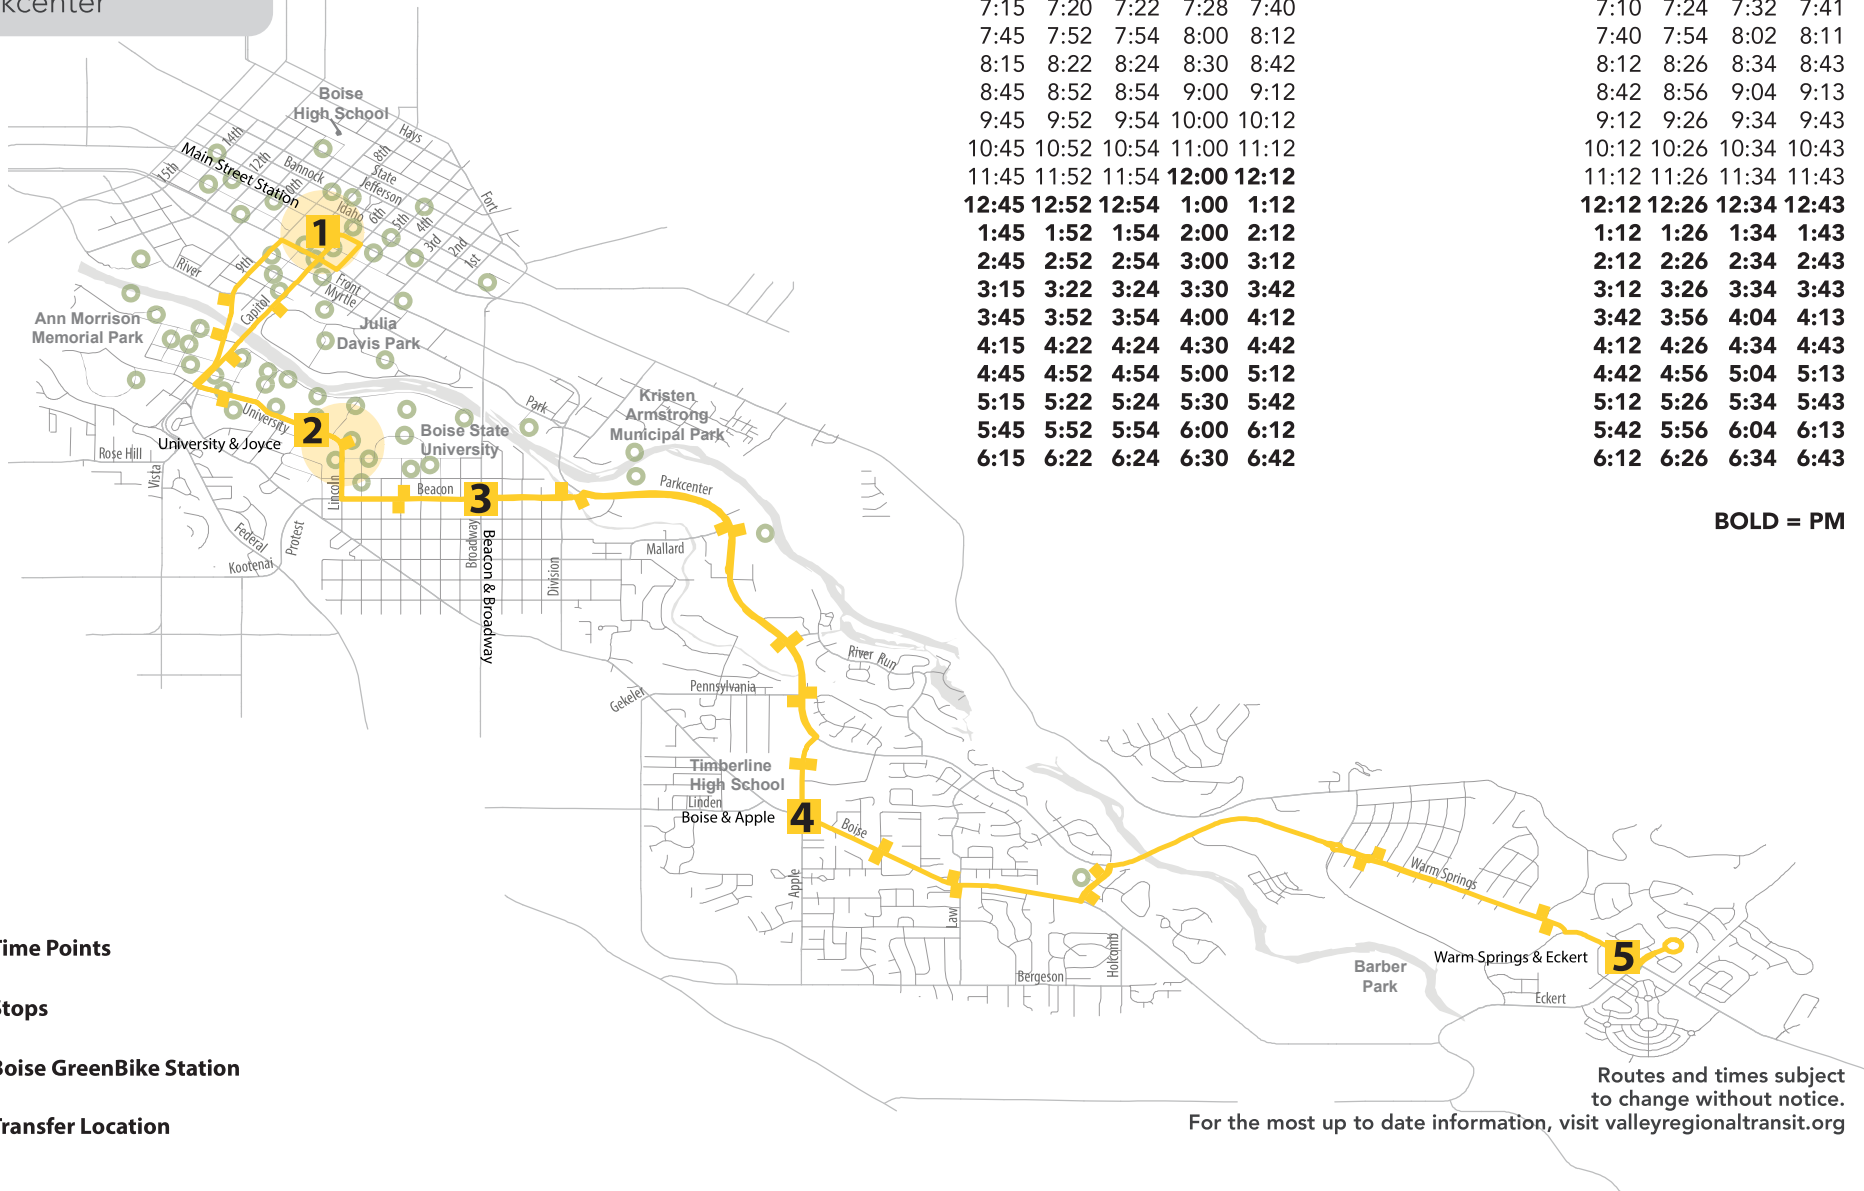 kcenter
7:15 7:20 7:22 7:28 7:40
7:45 7:52 7:54 8:00 8:12
8:15 8:22 8:24 8:30 8:42
8:45 8:52 8:54 9:00 9:12
9:45 9:52 9:54 10:00 10:12
10:45 10:52 10:54 11:00 11:12
11:45 11:52 11:54 12:00 12:12
12:45 12:52 12:54 1:00 1:12
1:45 1:52 1:54 2:00 2:12
2:45 2:52 2:54 3:00 3:12
3:15 3:22 3:24 3:30 3:42
3:45 3:52 3:54 4:00 4:12
4:15 4:22 4:24 4:30 4:42
4:45 4:52 4:54 5:00 5:12
5:15 5:22 5:24 5:30 5:42
5:45 5:52 5:54 6:00 6:12
6:15 6:22 6:24 6:30 6:42
7:10 7:24 7:32 7:41
7:40 7:54 8:02 8:11
8:12 8:26 8:34 8:43
8:42 8:56 9:04 9:13
9:12 9:26 9:34 9:43
10:12 10:26 10:34 10:43
11:12 11:26 11:34 11:43
12:12 12:26 12:34 12:43
1:12 1:26 1:34 1:43
2:12 2:26 2:34 2:43
3:12 3:26 3:34 3:43
3:42 3:56 4:04 4:13
4:12 4:26 4:34 4:43
4:42 4:56 5:04 5:13
5:12 5:26 5:34 5:43
5:42 5:56 6:04 6:13
6:12 6:26 6:34 6:43
BOLD = PM
Boise
High School
Hays
14th
8th
Main Street Station
12th
Bannock
State
15th
10th
Jefferson
Fort
Idaho
6th
5th
4th
1
3rd
2nd
1st
River
9th
Front
Myrtle
Capitol
Ann Morrison
Memorial Park
Julia
Davis Park
Kristen
Armstrong
Municipal Park
Park
University
2
University & Joyce
Boise State
University
Rose Hill
Vista
Lincoln
Beacon
3
Parkcenter
Federal
Protest
Broadway
Beacon & Broadway
Mallard
Division
Kootenai
River Run
Pennsylvania
Gekeler
Timberline
High School
Linden
Boise & Apple
4
Boise
Apple
Law
Warm Springs
Holcomb
Bergeson
Barber
Park
Warm Springs & Eckert
5
Eckert
Time Points
Stops
Boise GreenBike Station
Transfer Location
Routes and times subject
to change without notice.
For the most up to date information, visit valleyregionaltransit.org